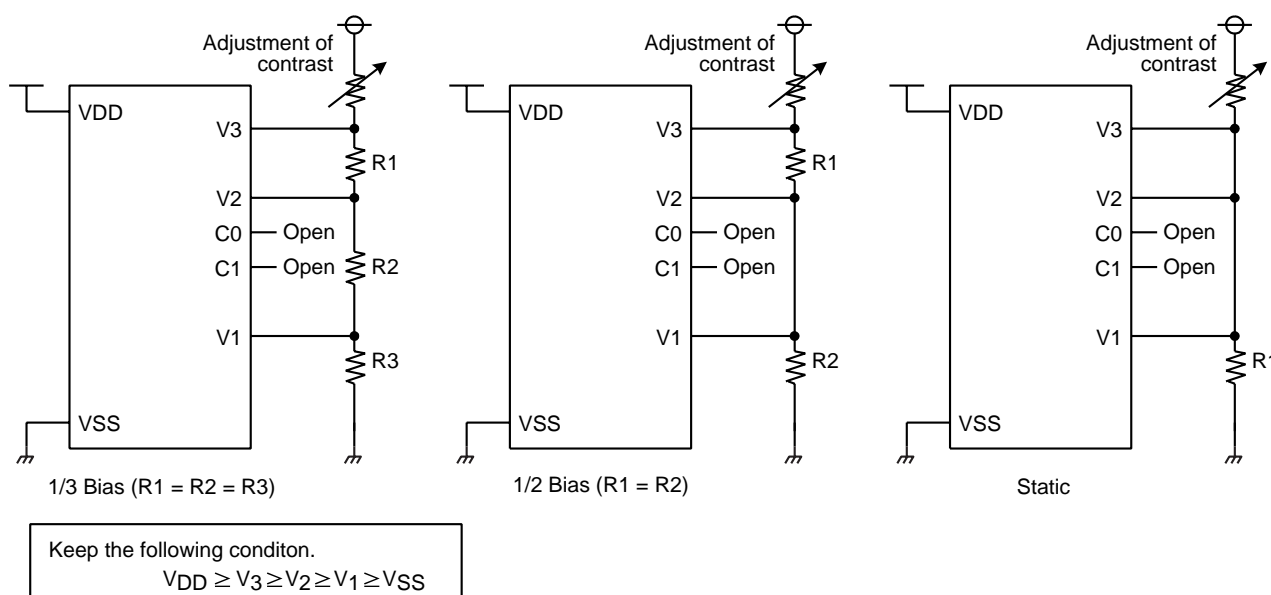 Adjustment of
contrast
VDD
V3
R1
V2
C0
Open
C1
Open
R2
V1
R3
VSS
1/3 Bias (R1 = R2 = R3)
Adjustment of
contrast
VDD
V3
R1
V2
C0
Open
C1
Open
V1
R2
VSS
1/2 Bias (R1 = R2)
Adjustment of
contrast
VDD
V3
V2
C0
Open
C1
Open
V1
R1
VSS
Static
Keep the following conditon.
VDD ≥ V3 ≥ V2 ≥ V1 ≥ VSS